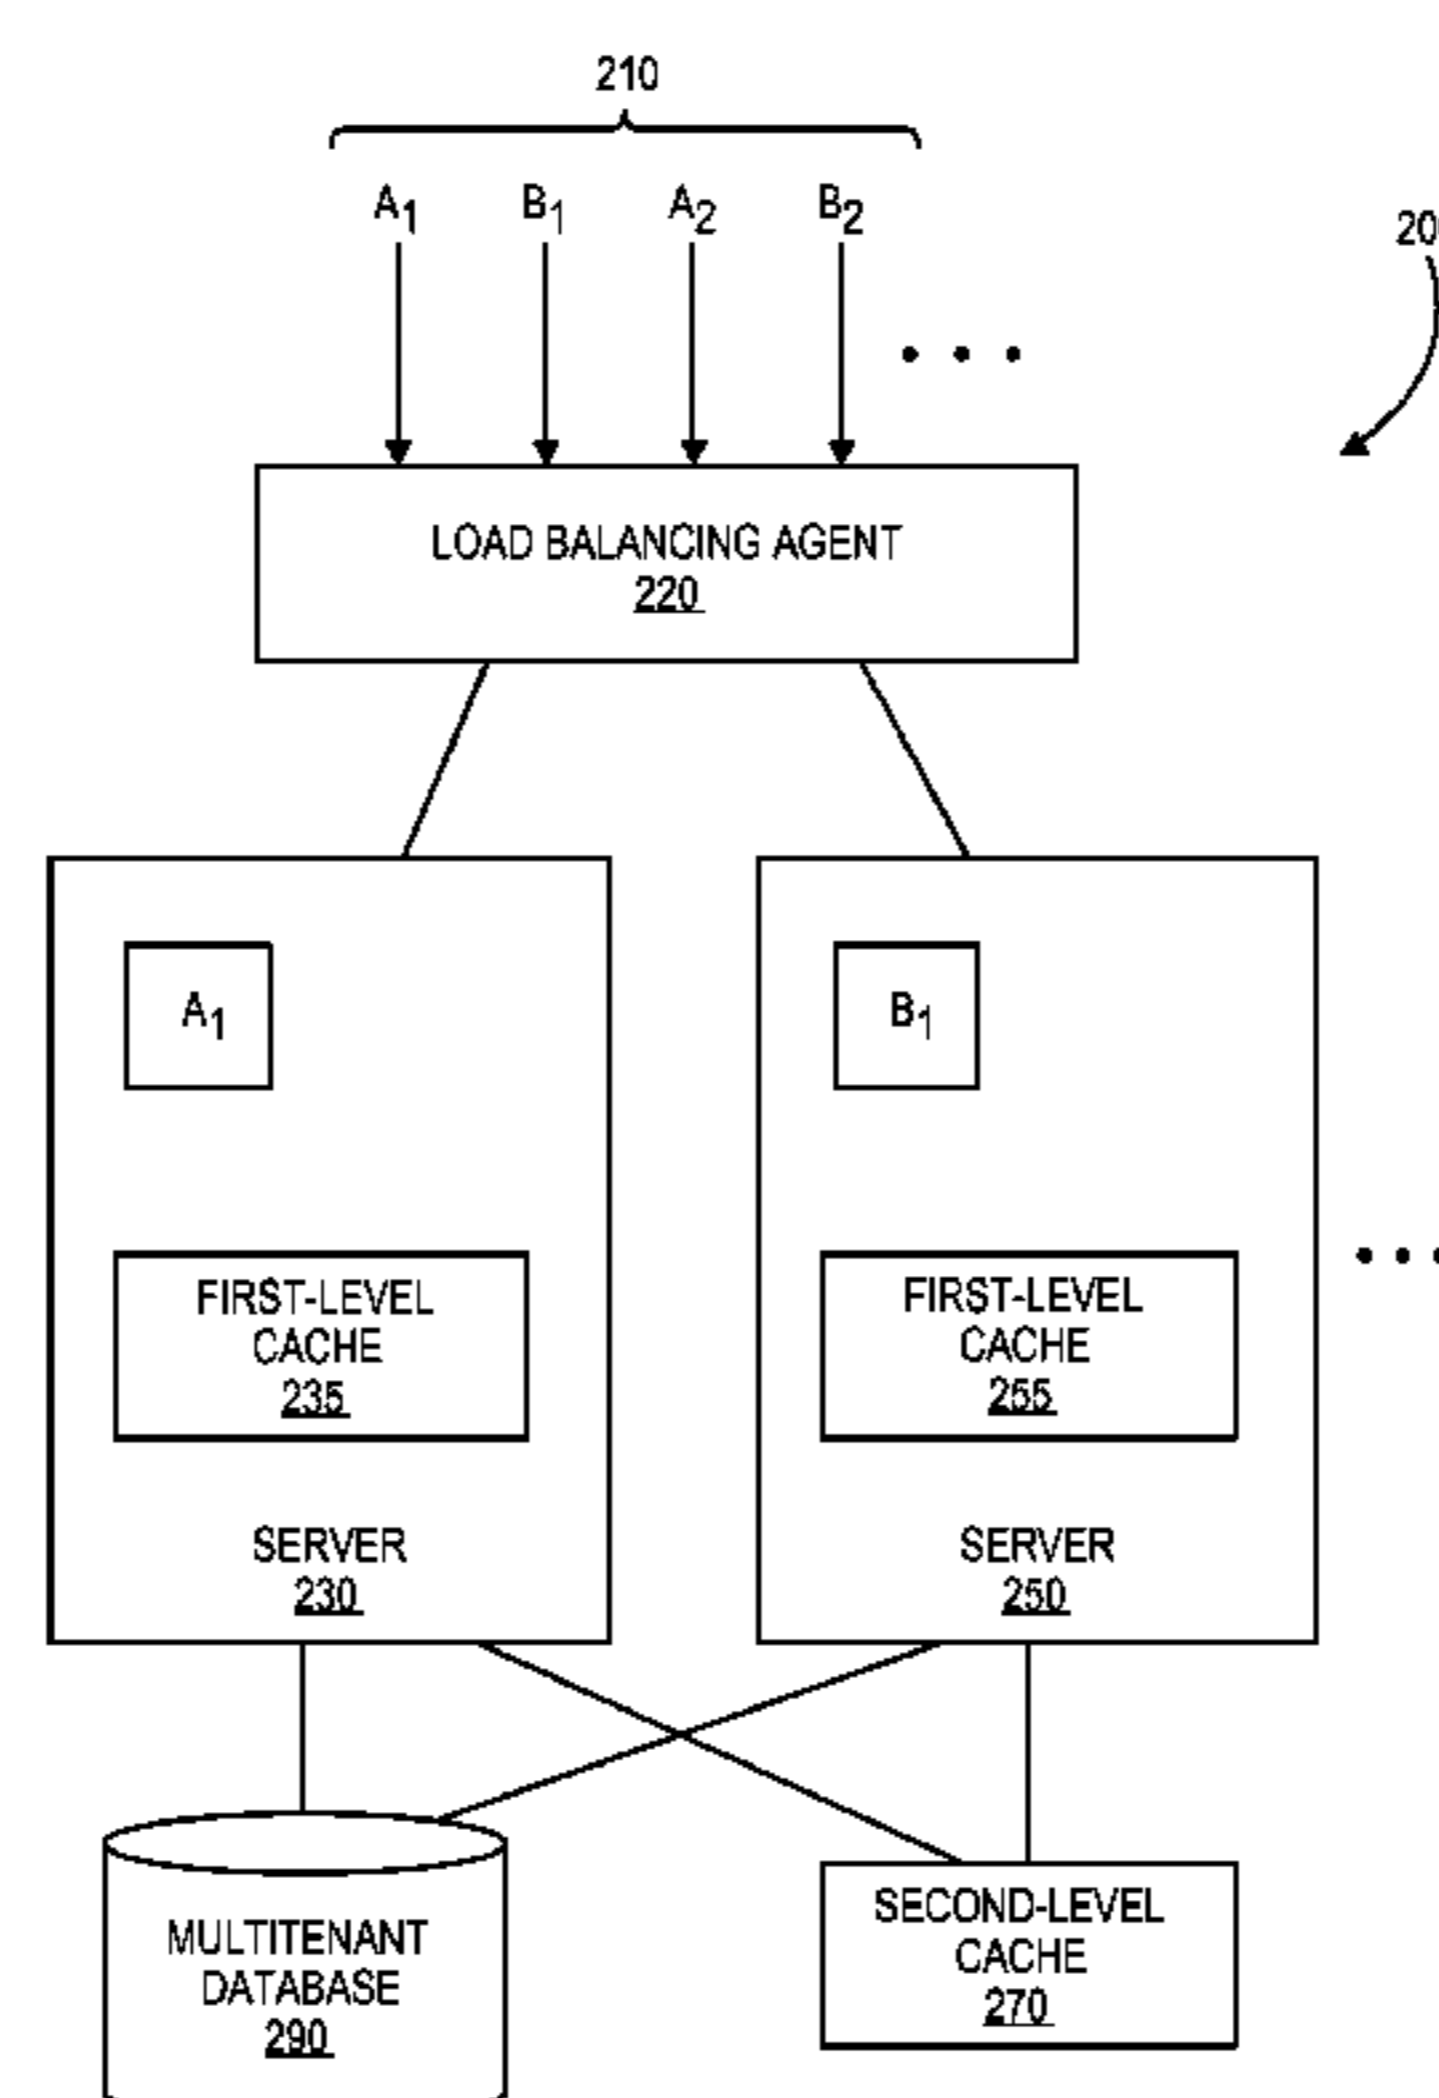 210
A1 B1 A2 B2
20
LOAD BALANCING AGENT
220
A1
B1
FIRST-LEVEL
CACHE
235
FIRST-LEVEL
CACHE
255
SERVER
230
SERVER
250
MULTITENANT
DATABASE
290
SECOND-LEVEL
CACHE
270